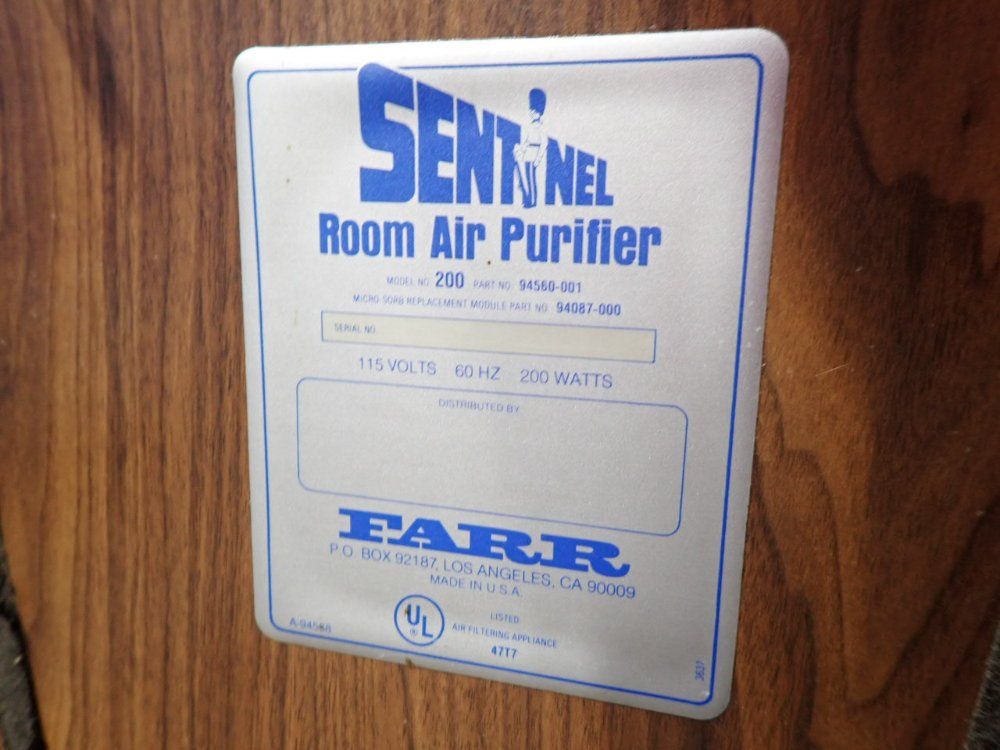 SENTINEL
Room Air Purifier
MODEL NO. 200 PART NO. 94560-001
MICRO-SORB REPLACEMENT MODULE PART NO. 94087-000
SERIAL NO.
115 VOLTS 60 HZ 200 WATTS
DISTRIBUTED BY
FARR
P.O. BOX 92187, LOS ANGELES, CA 90009
MADE IN U.S.A.
UL
®
LISTED
AIR FILTERING APPLIANCE
47T7
A-94588
3637